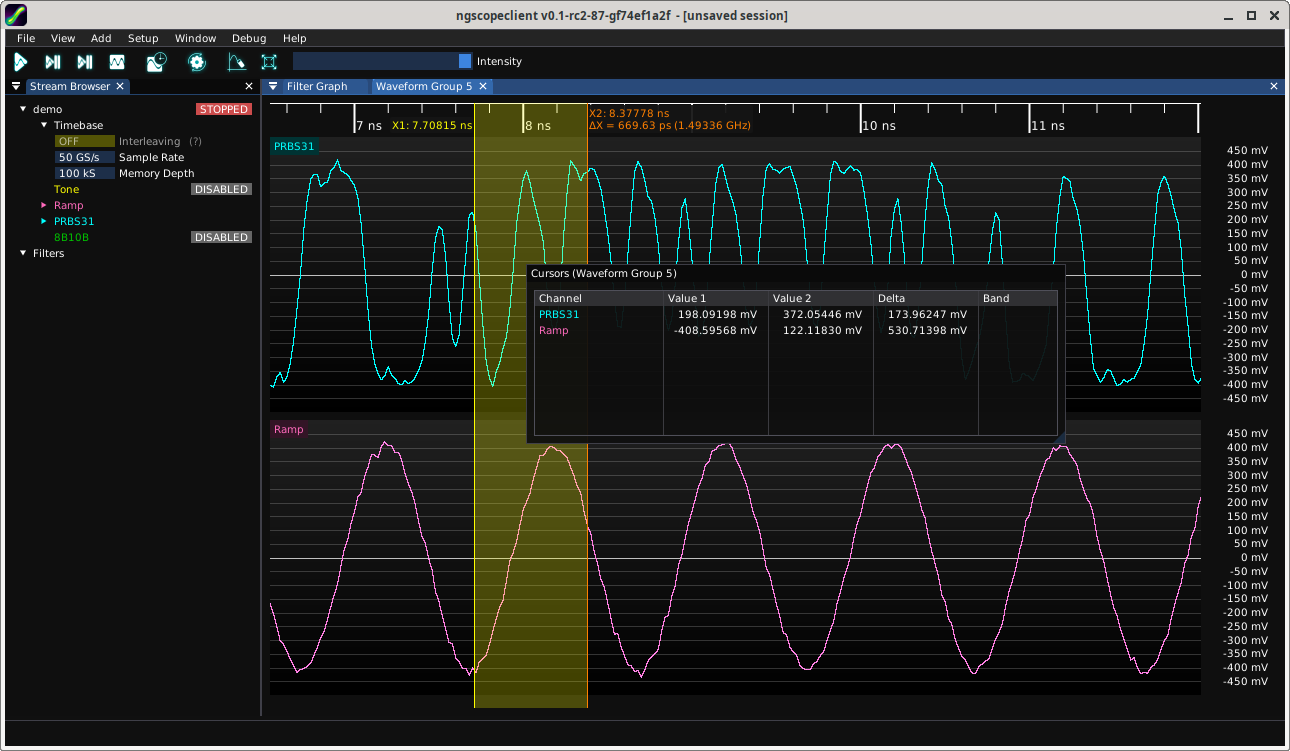 ngscopeclient v0.1-rc2-87-gf74ef1a2f - [unsaved session]
File View Add Setup Window Debug Help
Intensity
Stream Browser
Filter Graph Waveform Group 5
demo STOPPED
Timebase
OFF Interleaving (?)
50 GS/s Sample Rate
100 kS Memory Depth
Tone DISABLED
Ramp
PRBS31
8B10B DISABLED
Filters
X2: 8.37778 ns
7 ns X1: 7.70815 ns 8 ns ΔX = 669.63 ps (1.49336 GHz) 10 ns 11 ns
PRBS31
450 mV
400 mV
350 mV
300 mV
250 mV
200 mV
150 mV
100 mV
50 mV
0 mV
-50 mV
-100 mV
-150 mV
-200 mV
-250 mV
-300 mV
-350 mV
-400 mV
-450 mV
Cursors (Waveform Group 5)
Channel Value 1 Value 2 Delta Band
PRBS31 198.09198 mV 372.05446 mV 173.96247 mV
Ramp -408.59568 mV 122.11830 mV 530.71398 mV
Ramp
450 mV
400 mV
350 mV
300 mV
250 mV
200 mV
150 mV
100 mV
50 mV
0 mV
-50 mV
-100 mV
-150 mV
-200 mV
-250 mV
-300 mV
-350 mV
-400 mV
-450 mV